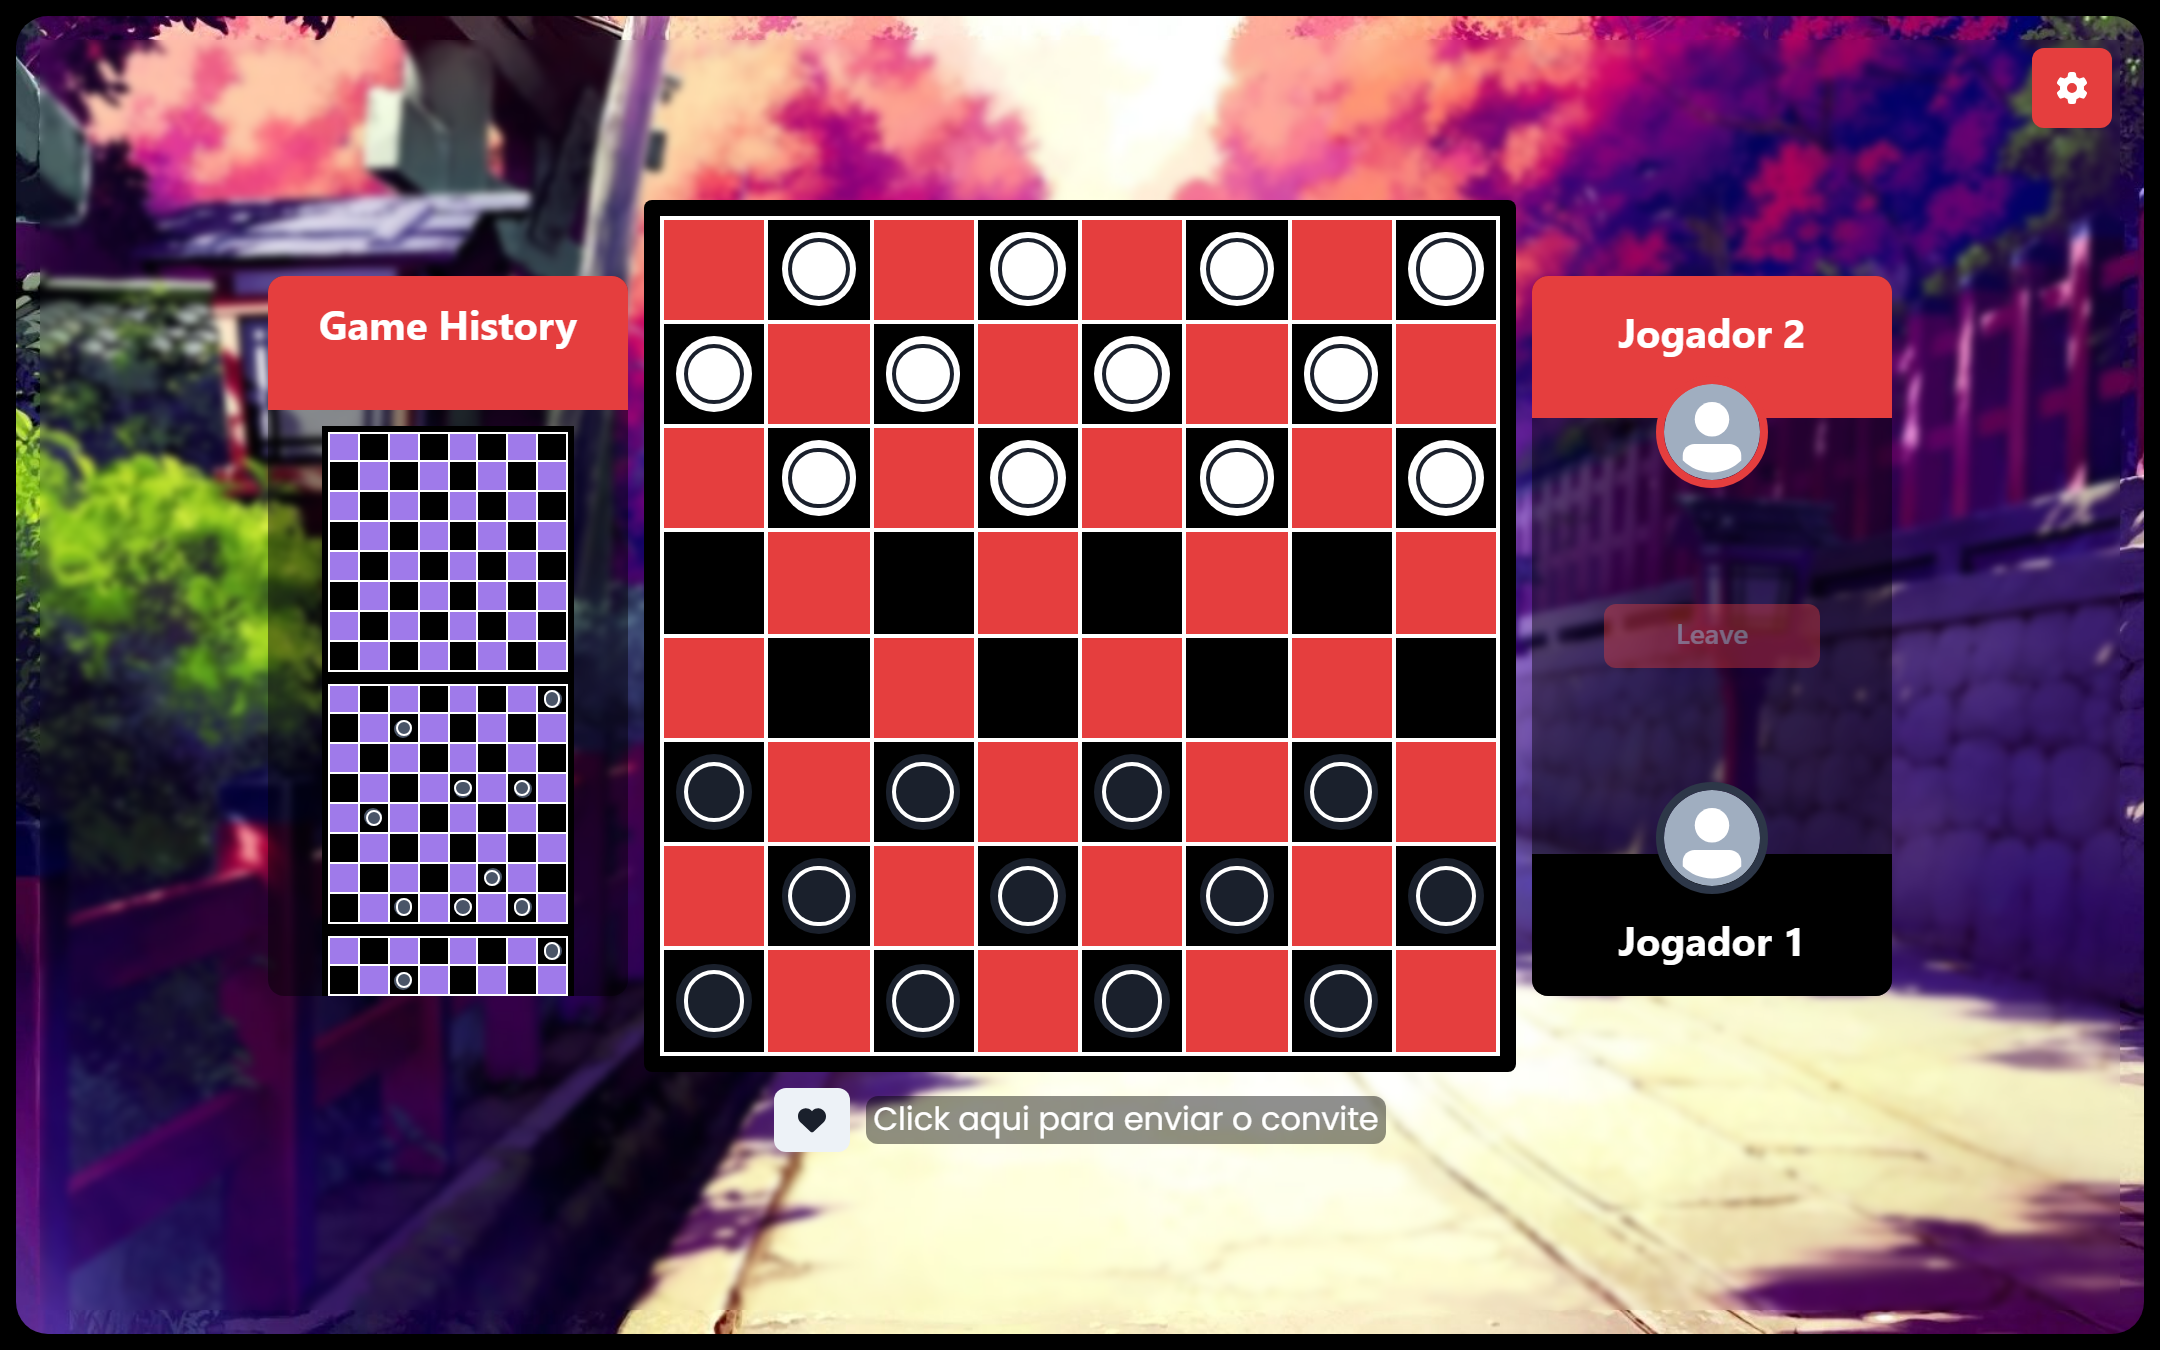 Game History
Jogador 2
Leave
Jogador 1
Click aqui para enviar o convite